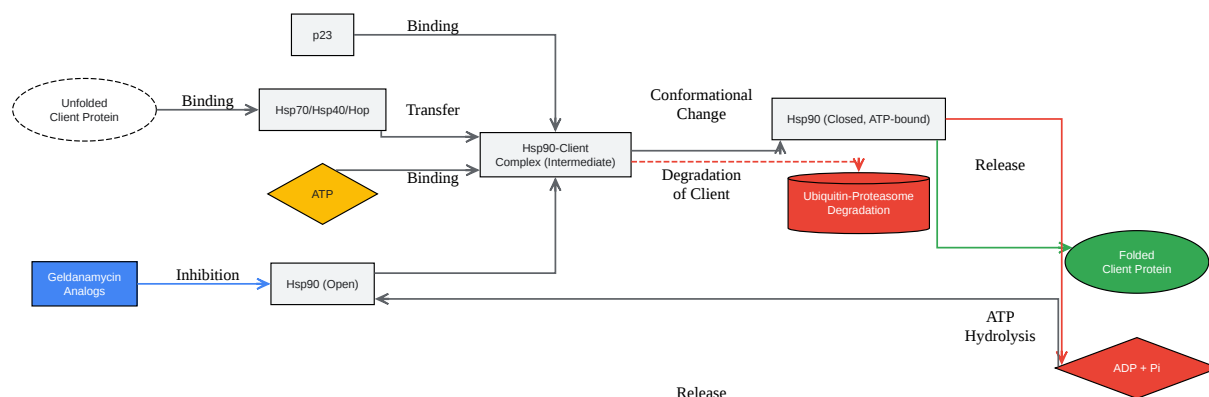 p23
Binding
Unfolded
Client Protein
Binding
Hsp70/Hsp40/Hop
Transfer
Conformational
Change
Hsp90 (Closed, ATP-bound)
Hsp90-Client
Complex (Intermediate)
Release
ATP
Binding
Degradation
of Client
Ubiquitin-Proteasome
Degradation
Geldanamycin
Analogs
Inhibition
Hsp90 (Open)
Folded
Client Protein
ATP
Hydrolysis
ADP + Pi
Release